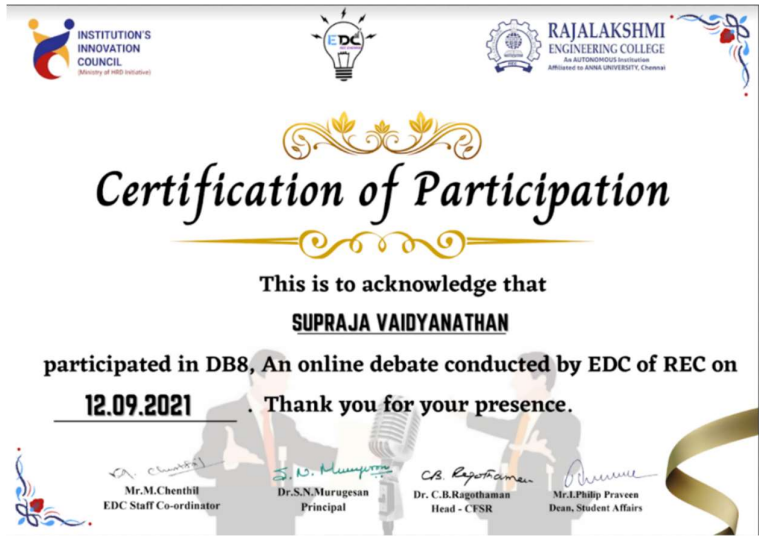 INSTITUTION'S
INNOVATION
COUNCIL
(Ministry of HRD Initiative)
EDC
RAJALAKSHMI
ENGINEERING COLLEGE
An AUTONOMOUS Institution
Affiliated to ANNA UNIVERSITY, Chennai
Certification of Participation
This is to acknowledge that
SUPRAJA VAIDYANATHAN
participated in DB8, An online debate conducted by EDC of REC on
12.09.2021 . Thank you for your presence.
S.N. Murugesan
C.B. Ragothaman
Mr.M.Chenthil
EDC Staff Co-ordinator
Dr.S.N.Murugesan
Principal
Dr. C.B.Ragothaman
Head - CFSR
Mr.I.Philip Praveen
Dean, Student Affairs